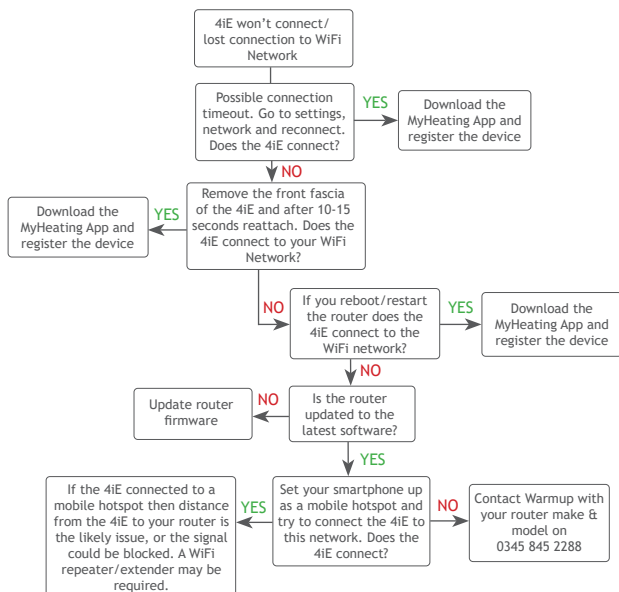 4iE won't connect/
lost connection to WiFi
Network
Possible connection
timeout. Go to settings,
network and reconnect.
Does the 4iE connect?
YES
Download the
MyHeating App and
register the device
NO
Remove the front fascia
of the 4iE and after 10-15
seconds reattach. Does the
4iE connect to your WiFi
Network?
YES
Download the
MyHeating App and
register the device
NO
If you reboot/restart
the router does the
4iE connect to the
WiFi network?
YES
Download the
MyHeating App and
register the device
NO
Is the router
updated to the
latest software?
NO
Update router
firmware
YES
Set your smartphone up
as a mobile hotspot and
try to connect the 4iE to
this network. Does the
4iE connect?
YES
If the 4iE connected to a
mobile hotspot then distance
from the 4iE to your router is
the likely issue, or the signal
could be blocked. A WiFi
repeater/extender may be
required.
NO
Contact Warmup with
your router make &
model on
0345 845 2288